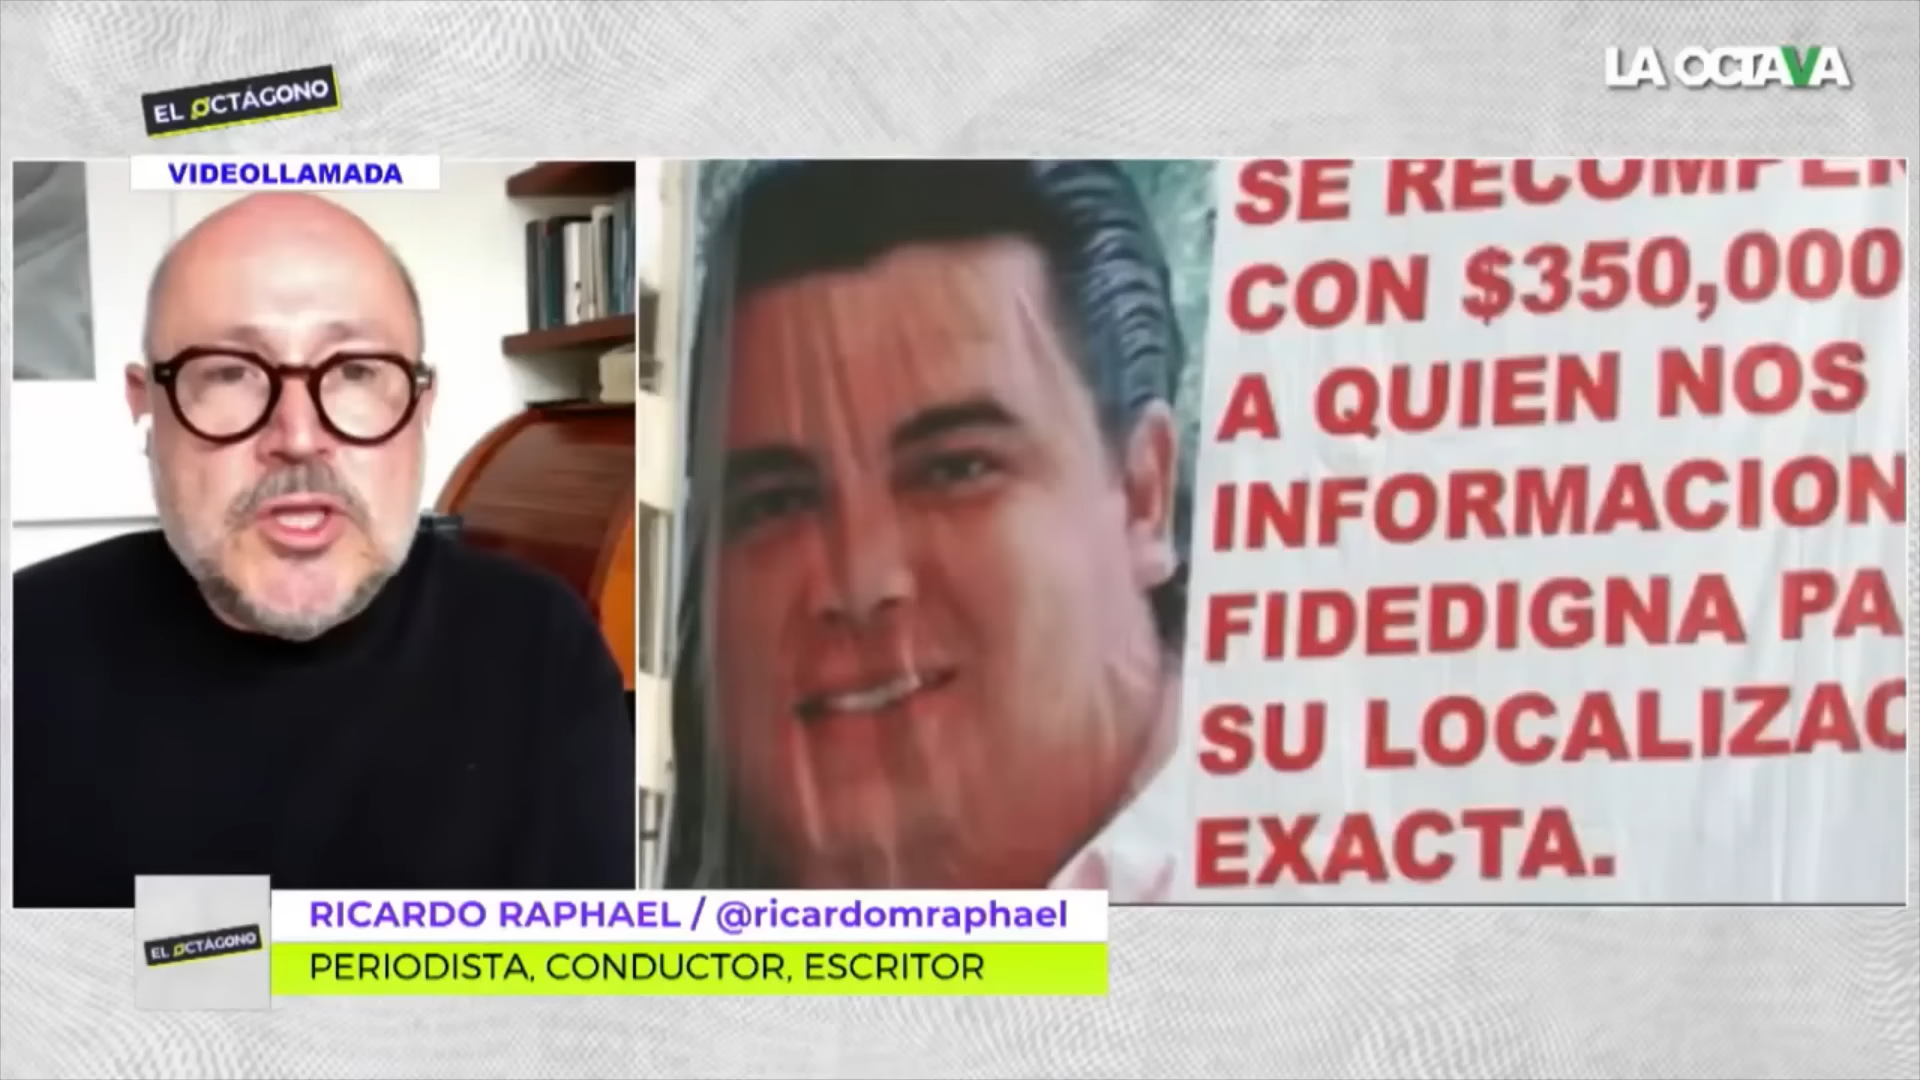 EL OCTÁGONO
LA OCTAVA
VIDEOLLAMADA
SE RECOMPEN
CON $350,000
A QUIEN NOS
INFORMACION
FIDEDIGNA PA
SU LOCALIZAC
EXACTA.
EL OCTÁGONO
RICARDO RAPHAEL / @ricardomraphael
PERIODISTA, CONDUCTOR, ESCRITOR